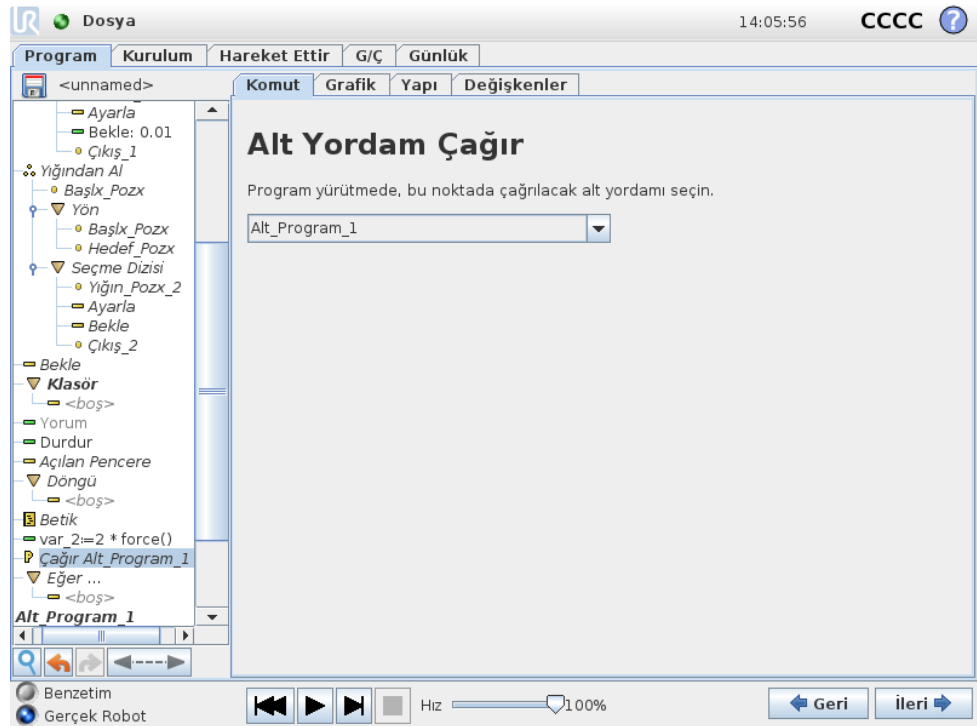 UR Dosya 14:05:56 CCCC ?
Program Kurulum Hareket Ettir G/Ç Günlük
<unnamed>
Komut Grafik Yapı Değişkenler
Ayarla
Bekle: 0.01
Çıkış_1
Yığından Al
Başlx_Pozx
Yön
Başlx_Pozx
Hedef_Pozx
Seçme Dizisi
Yığın_Pozx_2
Ayarla
Bekle
Çıkış_2
Bekle
Klasör
<boş>
Yorum
Durdur
Açılan Pencere
Döngü
<boş>
Betik
var_2:=2 * force()
Çağır Alt_Program_1
Eğer ...
<boş>
Alt_Program_1
Alt Yordam Çağır
Program yürütmede, bu noktada çağrılacak alt yordamı seçin.
Alt_Program_1
Benzetim
Gerçek Robot
Hız 100%
Geri İleri